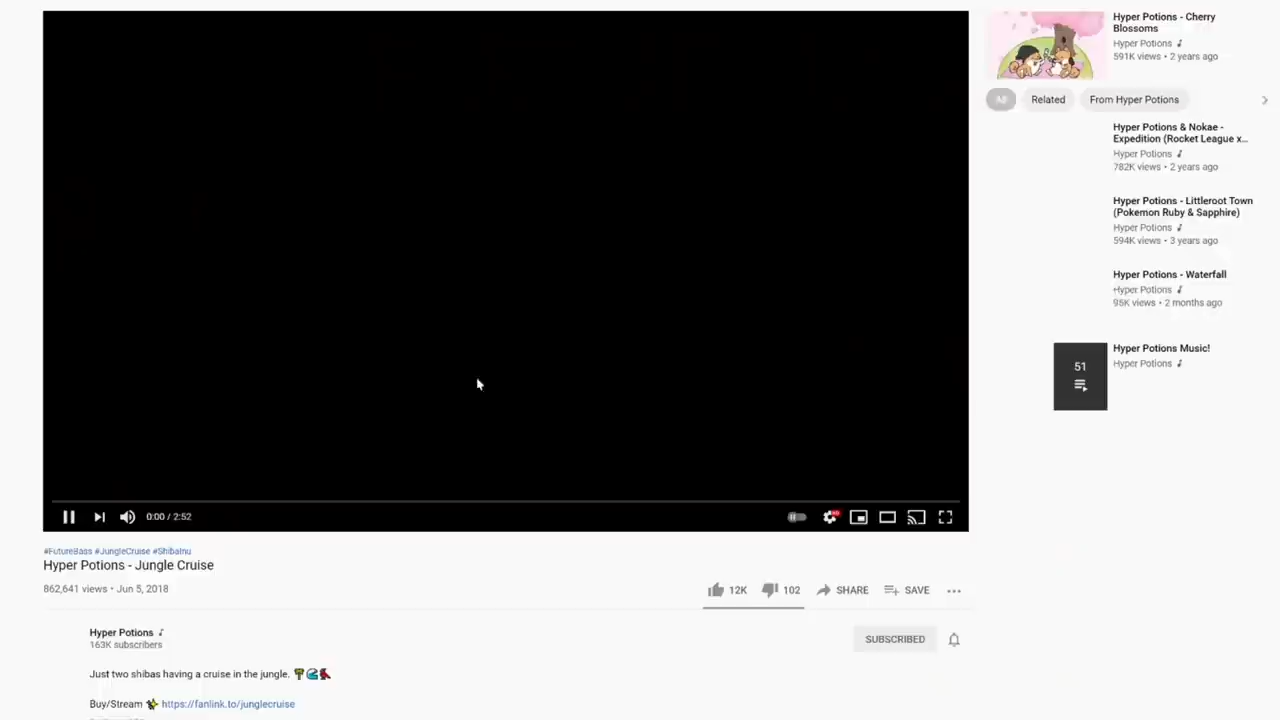 0:00 / 2:52
#FutureBass #JungleCruise #ShibaInu
Hyper Potions - Jungle Cruise
862,641 views • Jun 5, 2018
12K
102
SHARE
SAVE
Hyper Potions
163K subscribers
SUBSCRIBED
Just two shibas having a cruise in the jungle.
Buy/Stream https://fanlink.to/junglecruise
Hyper Potions - Cherry
Blossoms
Hyper Potions
591K views • 2 years ago
All
Related
From Hyper Potions
Hyper Potions & Nokae -
Expedition (Rocket League x...
Hyper Potions
782K views • 2 years ago
Hyper Potions - Littleroot Town
(Pokemon Ruby & Sapphire)
Hyper Potions
594K views • 3 years ago
Hyper Potions - Waterfall
Hyper Potions
95K views • 2 months ago
51
Hyper Potions Music!
Hyper Potions